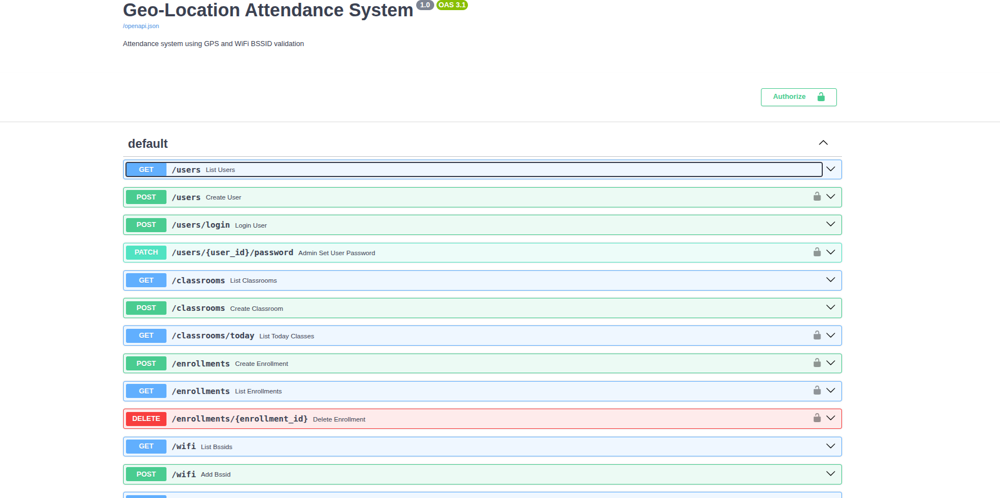 Geo-Location Attendance System 1.0 OAS 3.1
/openapi.json
Attendance system using GPS and WiFi BSSID validation
Authorize
default
GET /users List Users
POST /users Create User
POST /users/login Login User
PATCH /users/{user_id}/password Admin Set User Password
GET /classrooms List Classrooms
POST /classrooms Create Classroom
GET /classrooms/today List Today Classes
POST /enrollments Create Enrollment
GET /enrollments List Enrollments
DELETE /enrollments/{enrollment_id} Delete Enrollment
GET /wifi List Bssids
POST /wifi Add Bssid